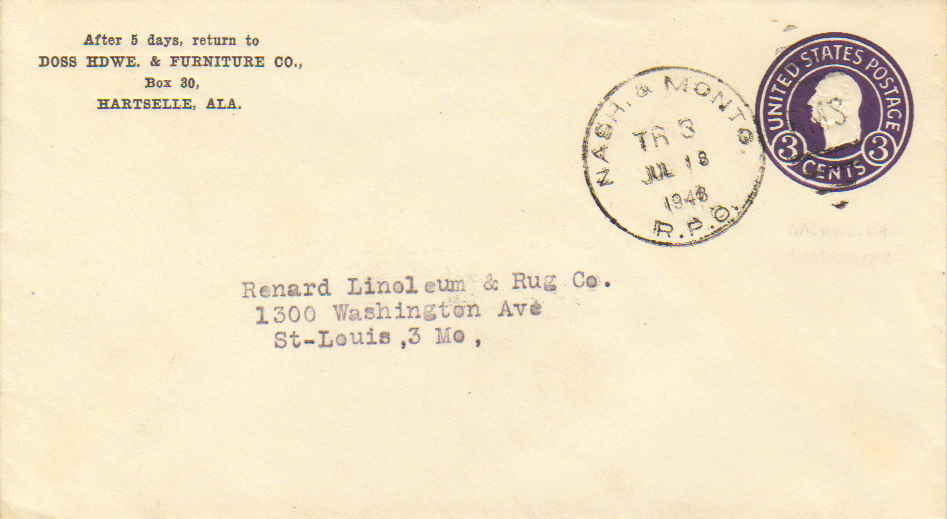 After 5 days, return to
DOSS HDWE. & FURNITURE CO.,
Box 30,
HARTSELLE, ALA.
NASH. & MONTG.
TR 3
JUL 18
1948
R.P.O.
UNITED STATES POSTAGE
RMS
3 CENTS 3
Renard Linoleum & Rug Co.
1300 Washington Ave
St-Louis,3 Mo,